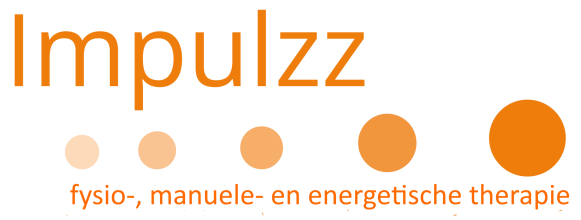 Impulzz
fysio-, manuele- en energetische therapie